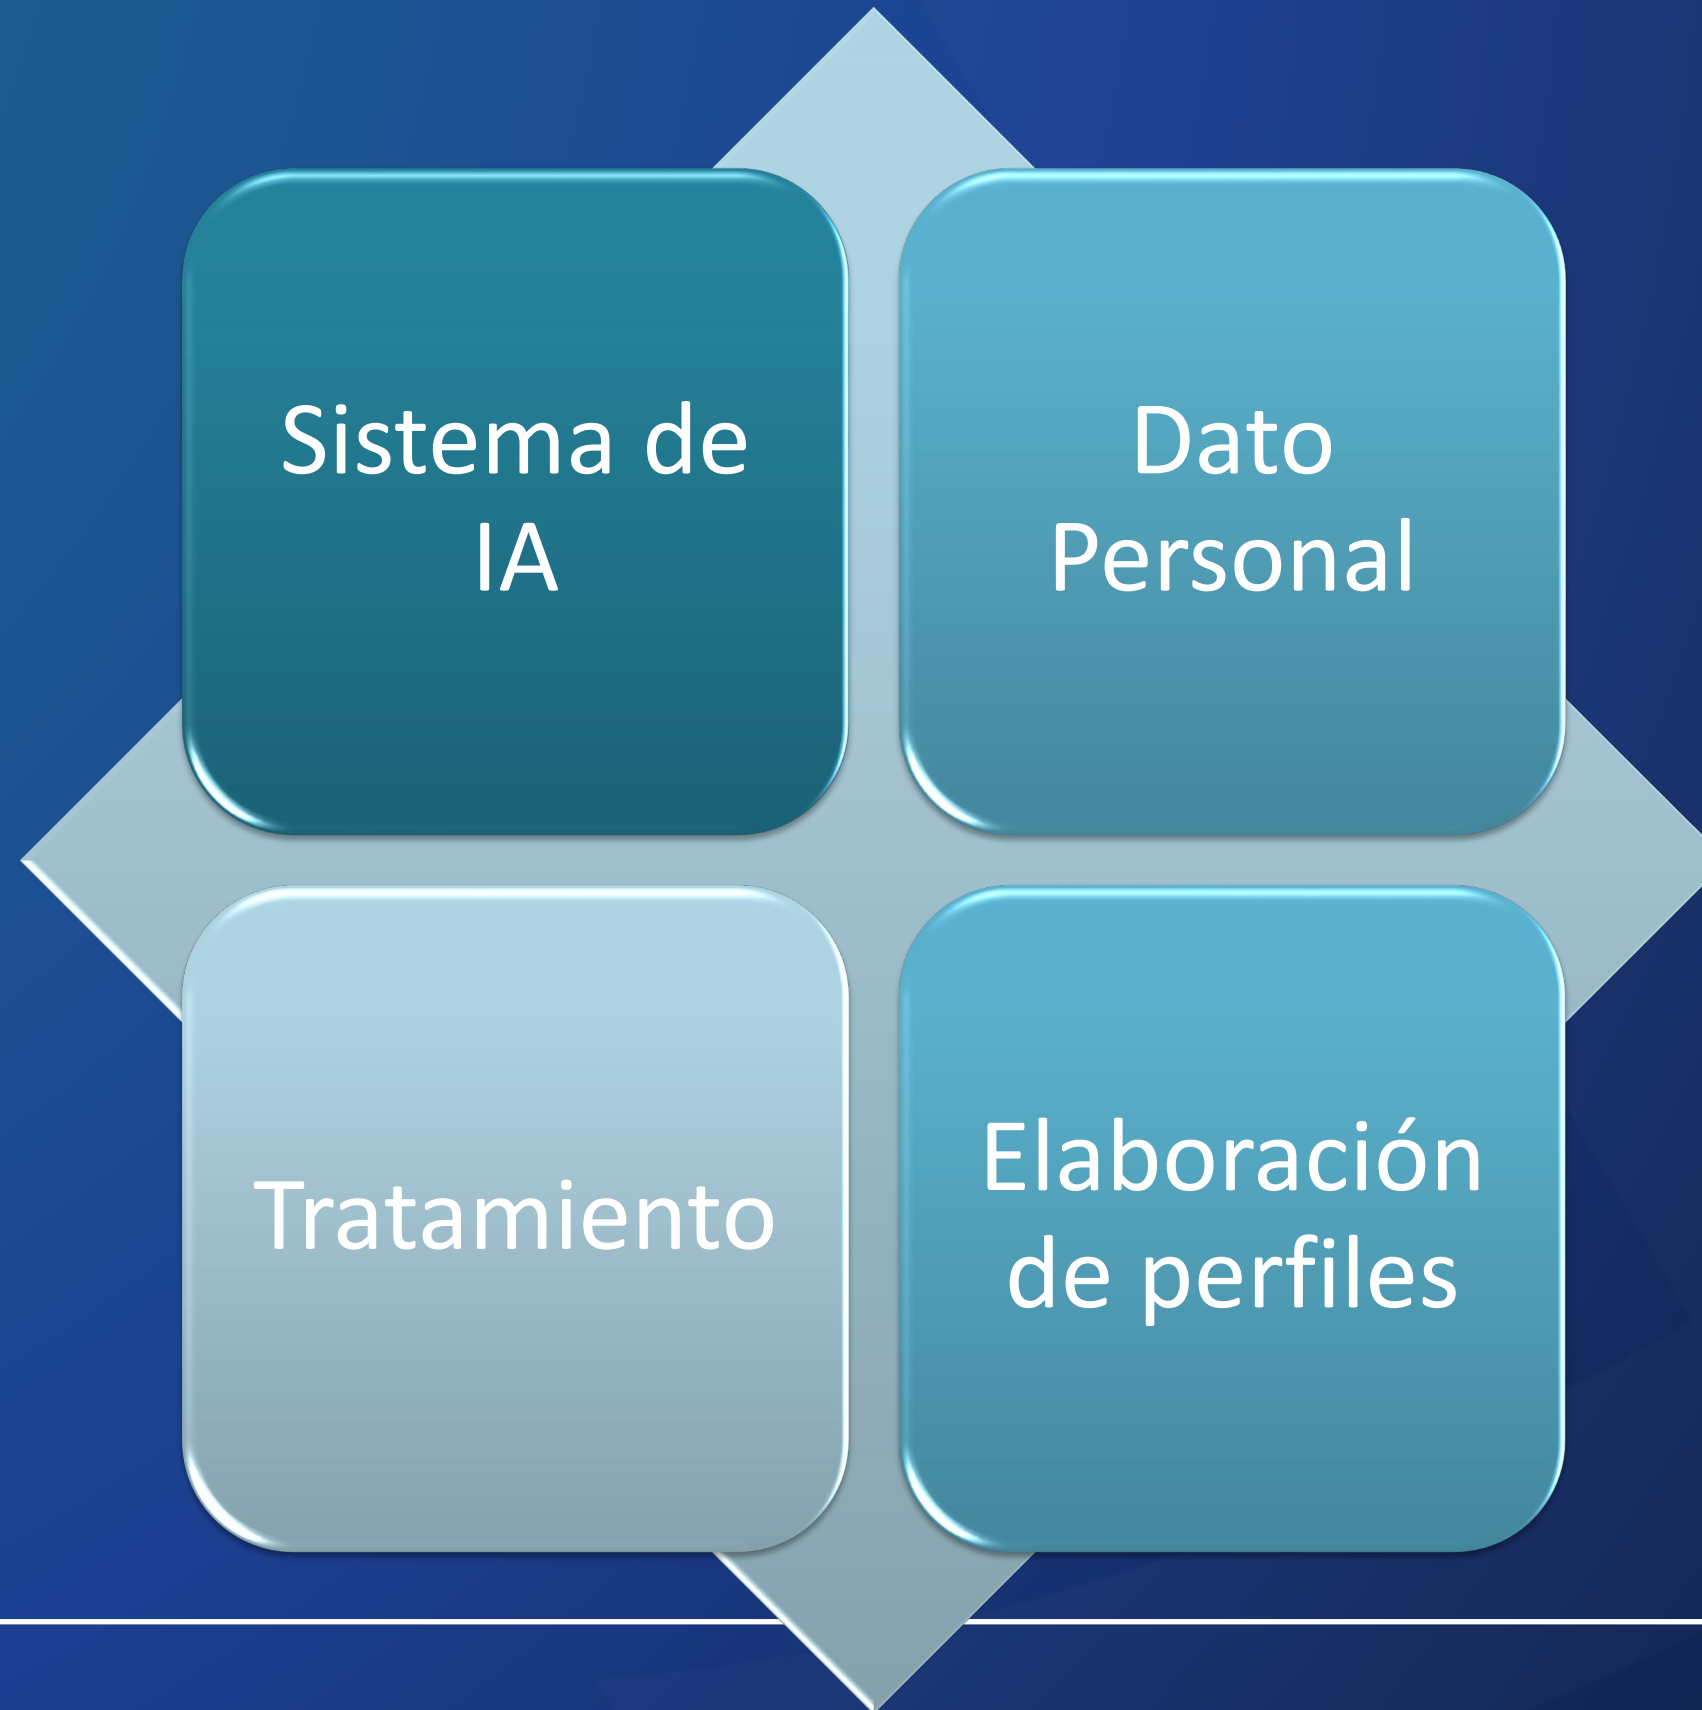 Sistema de
IA
Dato
Personal
Tratamiento
Elaboración
de perfiles